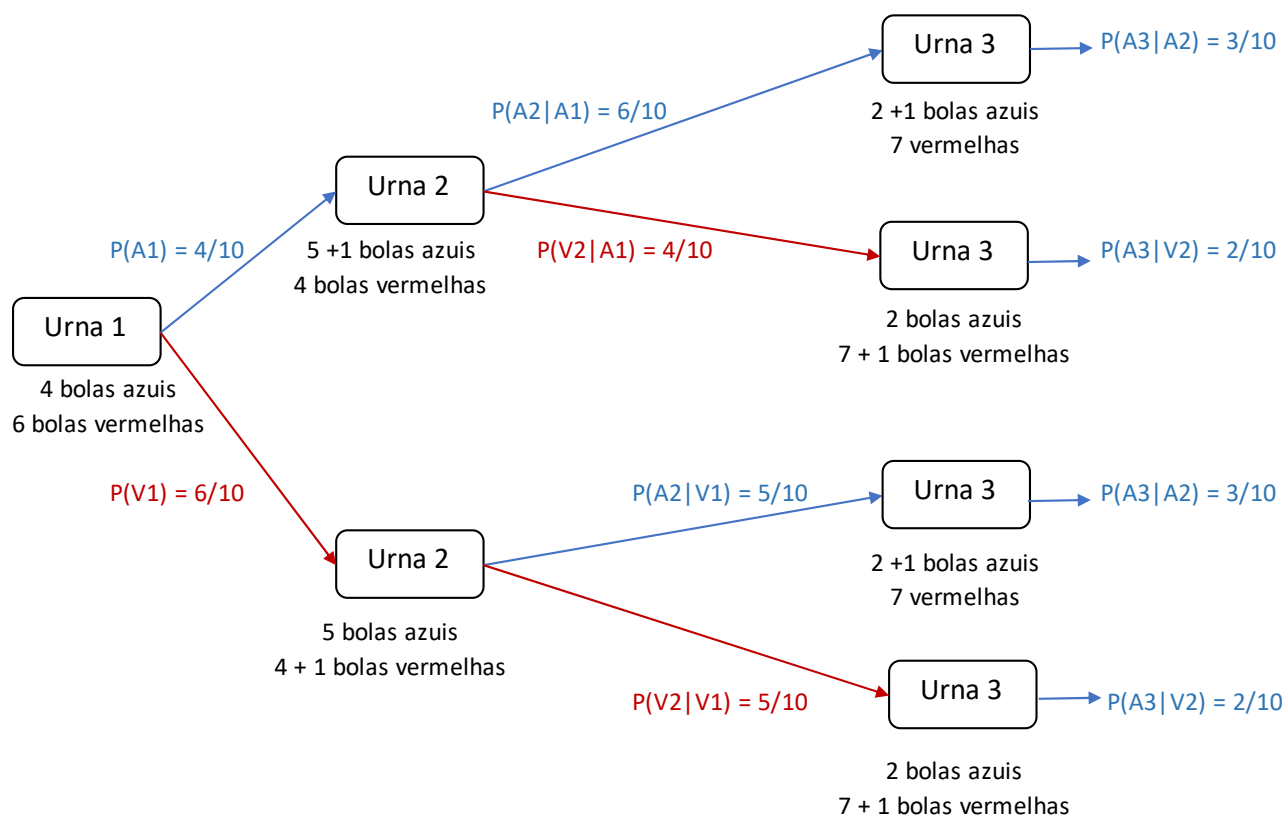 Urna 3
P(A3|A2) = 3/10
P(A2|A1) = 6/10
2 +1 bolas azuis
7 vermelhas
Urna 2
P(A1) = 4/10
5 +1 bolas azuis
4 bolas vermelhas
P(V2|A1) = 4/10
Urna 3
P(A3|V2) = 2/10
2 bolas azuis
7 + 1 bolas vermelhas
Urna 1
4 bolas azuis
6 bolas vermelhas
P(V1) = 6/10
Urna 2
5 bolas azuis
4 + 1 bolas vermelhas
P(A2|V1) = 5/10
Urna 3
P(A3|A2) = 3/10
2 +1 bolas azuis
7 vermelhas
P(V2|V1) = 5/10
Urna 3
P(A3|V2) = 2/10
2 bolas azuis
7 + 1 bolas vermelhas